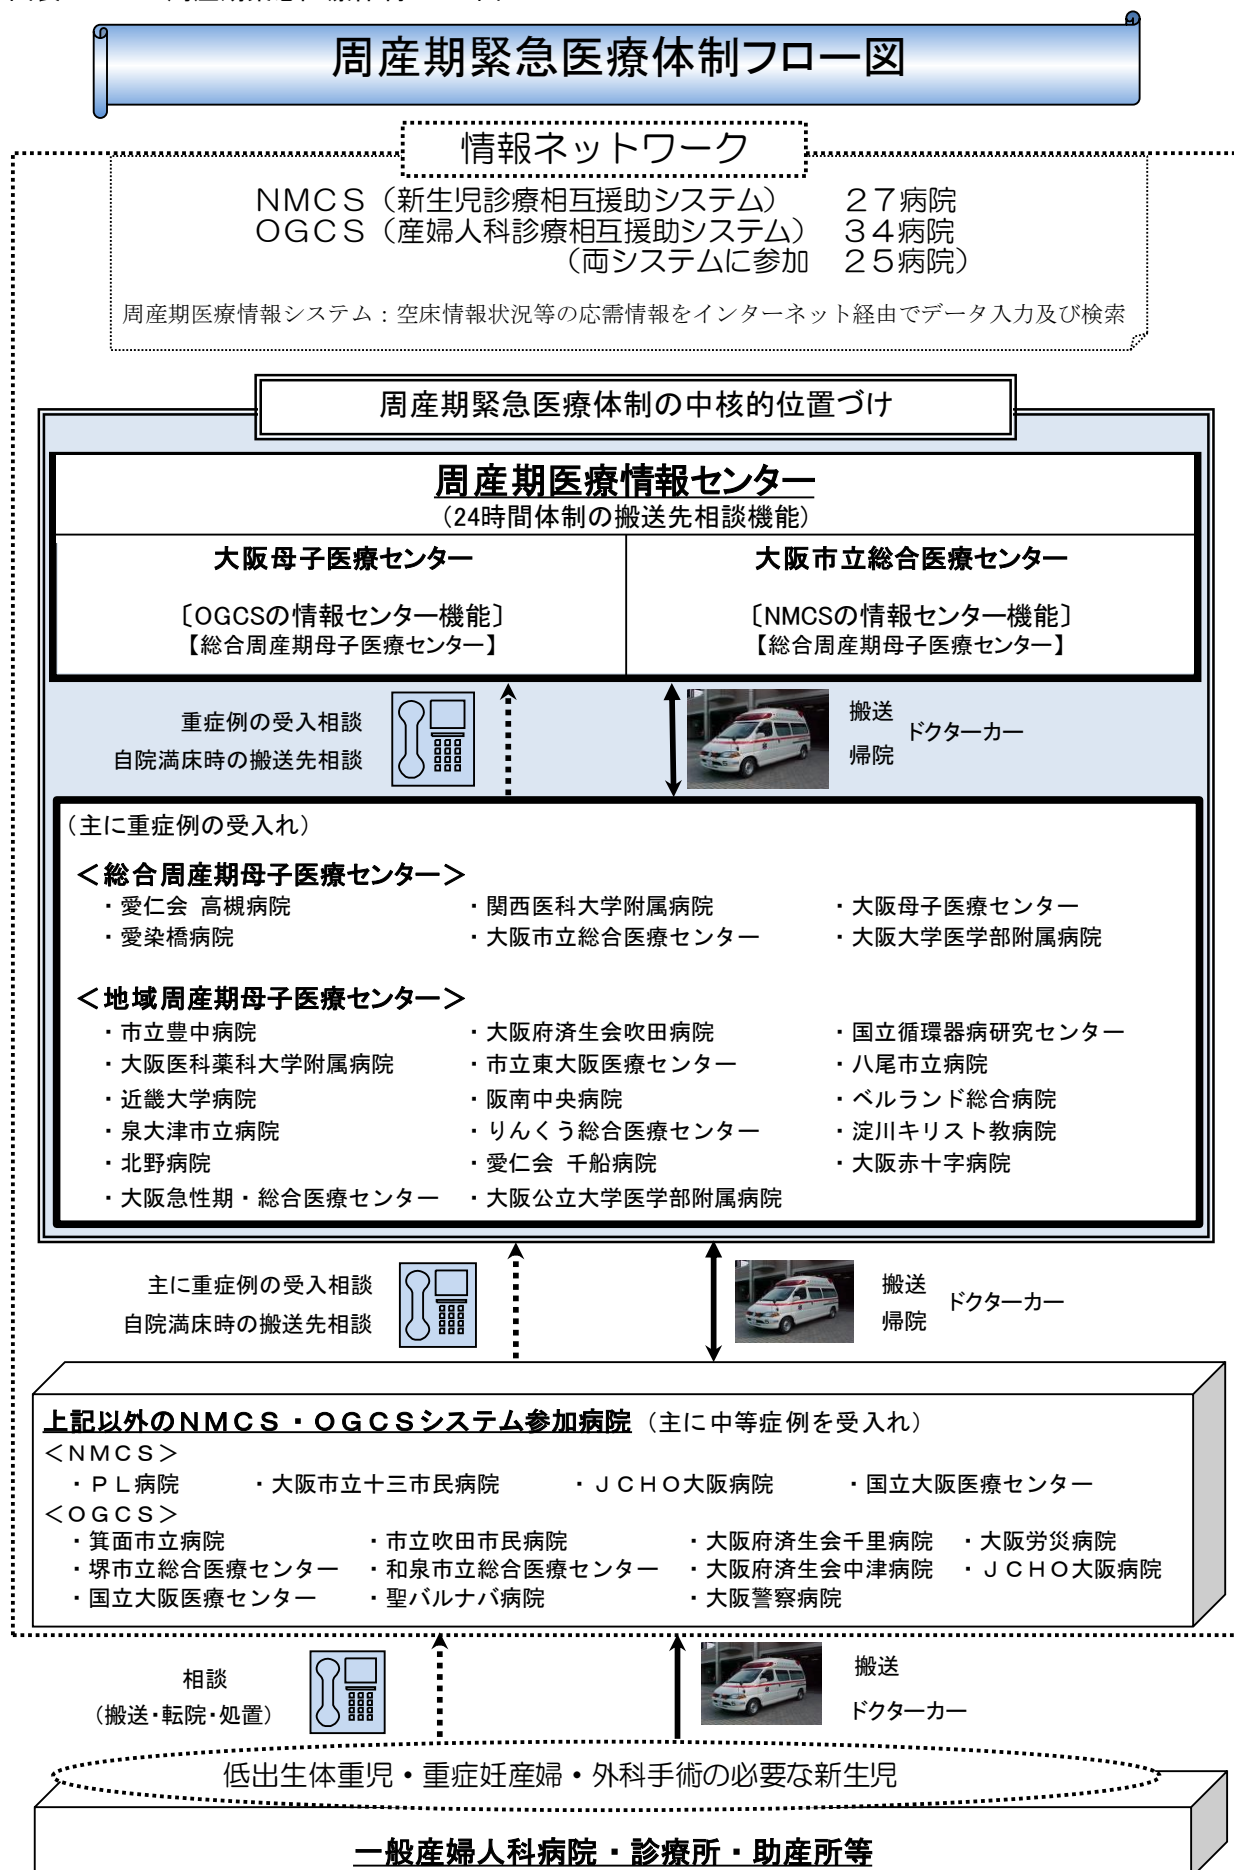 周産期緊急医療体制フロー図
情報ネットワーク
ＮＭＣＳ（新生児診療相互援助システム）　２７病院
ＯＧＣＳ（産婦人科診療相互援助システム）　３４病院
（両システムに参加　２５病院）
周産期医療情報システム：空床情報状況等の応需情報をインターネット経由でデータ入力及び検索
周産期緊急医療体制の中核的位置づけ
周産期医療情報センター
（24時間体制の搬送先相談機能）
大阪母子医療センター　大阪市立総合医療センター
〔OGCSの情報センター機能〕　〔NMCSの情報センター機能〕
【総合周産期母子医療センター】　【総合周産期母子医療センター】
重症例の受入相談
自院満床時の搬送先相談
搬送
帰院
ドクターカー
（主に重症例の受入れ）
＜総合周産期母子医療センター＞
・愛仁会 高槻病院　・関西医科大学附属病院　・大阪母子医療センター
・愛染橋病院　・大阪市立総合医療センター　・大阪大学医学部附属病院
＜地域周産期母子医療センター＞
・市立豊中病院　・大阪府済生会吹田病院　・国立循環器病研究センター
・大阪医科薬科大学附属病院　・市立東大阪医療センター　・八尾市立病院
・近畿大学病院　・阪南中央病院　・ベルランド総合病院
・泉大津市立病院　・りんくう総合医療センター　・淀川キリスト教病院
・北野病院　・愛仁会 千船病院　・大阪赤十字病院
・大阪急性期・総合医療センター　・大阪公立大学医学部附属病院
主に重症例の受入相談
自院満床時の搬送先相談
搬送
帰院
ドクターカー
上記以外のＮＭＣＳ・ＯＧＣＳシステム参加病院（主に中等症例を受入れ）
＜ＮＭＣＳ＞
・ＰＬ病院　・大阪市立十三市民病院　・ＪＣＨＯ大阪病院　・国立大阪医療センター
＜ＯＧＣＳ＞
・箕面市立病院　・市立吹田市民病院　・大阪府済生会千里病院　・大阪労災病院
・堺市立総合医療センター　・和泉市立総合医療センター　・大阪府済生会中津病院　・ＪＣＨＯ大阪病院
・国立大阪医療センター　・聖バルナバ病院　・大阪警察病院
相談
（搬送・転院・処置）
搬送
ドクターカー
低出生体重児・重症妊産婦・外科手術の必要な新生児
一般産婦人科病院・診療所・助産所等